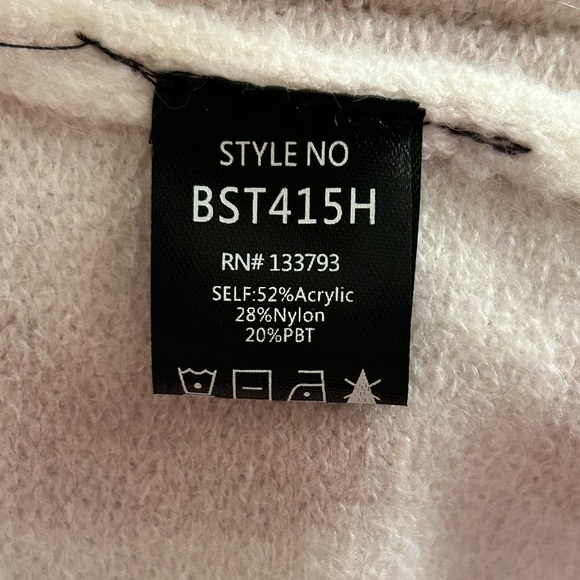 STYLE NO
BST415H
RN# 133793
SELF:52%Acrylic
28%Nylon
20%PBT